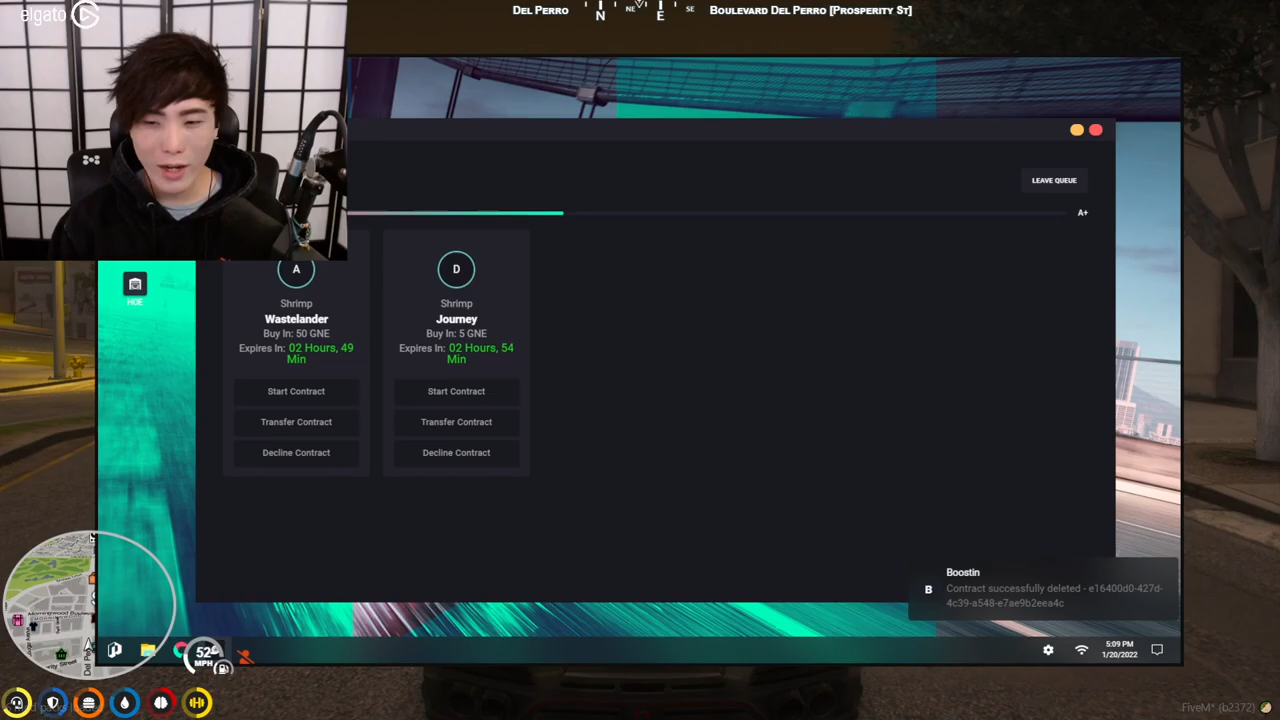 elgato
DEL PERRO
N
NE
E
SE
BOULEVARD DEL PERRO [PROSPERITY ST]
LEAVE QUEUE
A+
HOE
A
Shrimp
Wastelander
Buy In: 50 GNE
Expires In: 02 Hours, 49
Min
Start Contract
Transfer Contract
Decline Contract
D
Shrimp
Journey
Buy In: 5 GNE
Expires In: 02 Hours, 54
Min
Start Contract
Transfer Contract
Decline Contract
B
Boostin
Contract successfully deleted - e16400d0-427d-
4c39-a548-e7ae9b2eea4c
52
MPH
5:09 PM
1/20/2022
FiveM* (b2372)